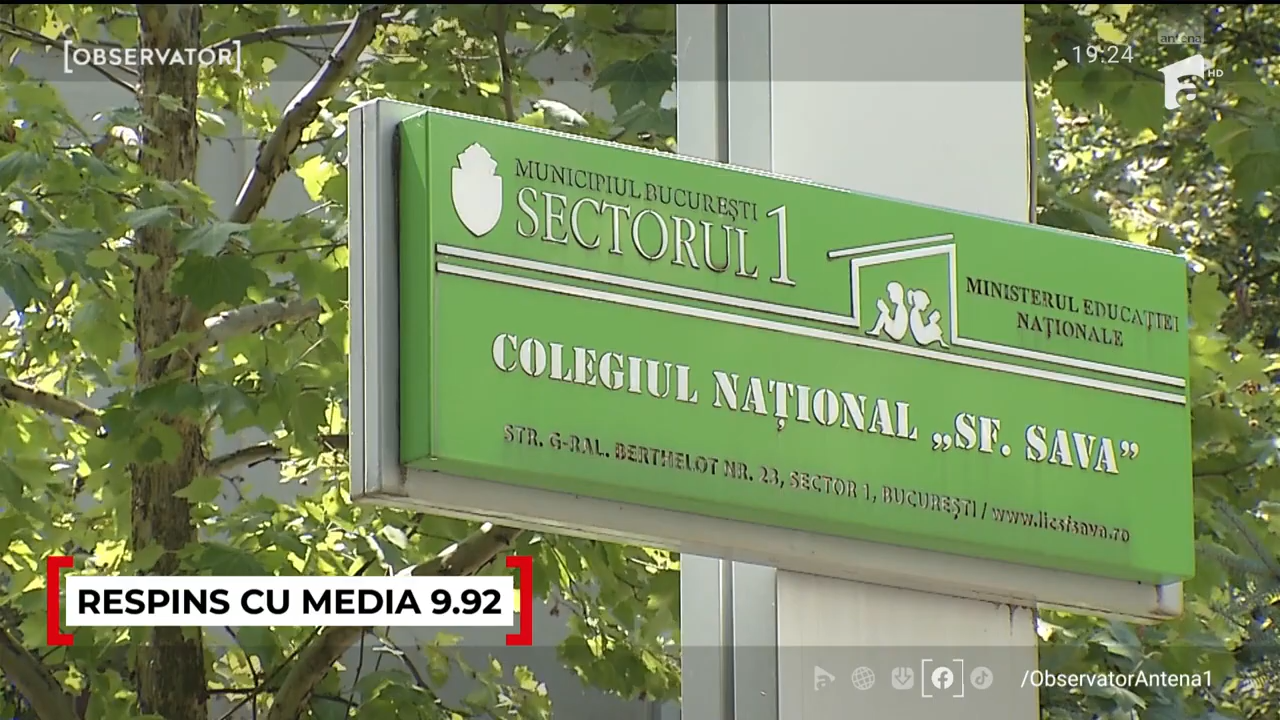 [OBSERVATOR]
19:24
antena
HD
MUNICIPIUL BUCUREȘTI
SECTORUL 1
MINISTERUL EDUCAȚIEI
NAȚIONALE
COLEGIUL NAȚIONAL „SF. SAVA”
STR. G-RAL. BERTHELOT NR. 23, SECTOR 1, BUCUREȘTI / www.licsfsava.ro
RESPINS CU MEDIA 9.92
/ObservatorAntena1